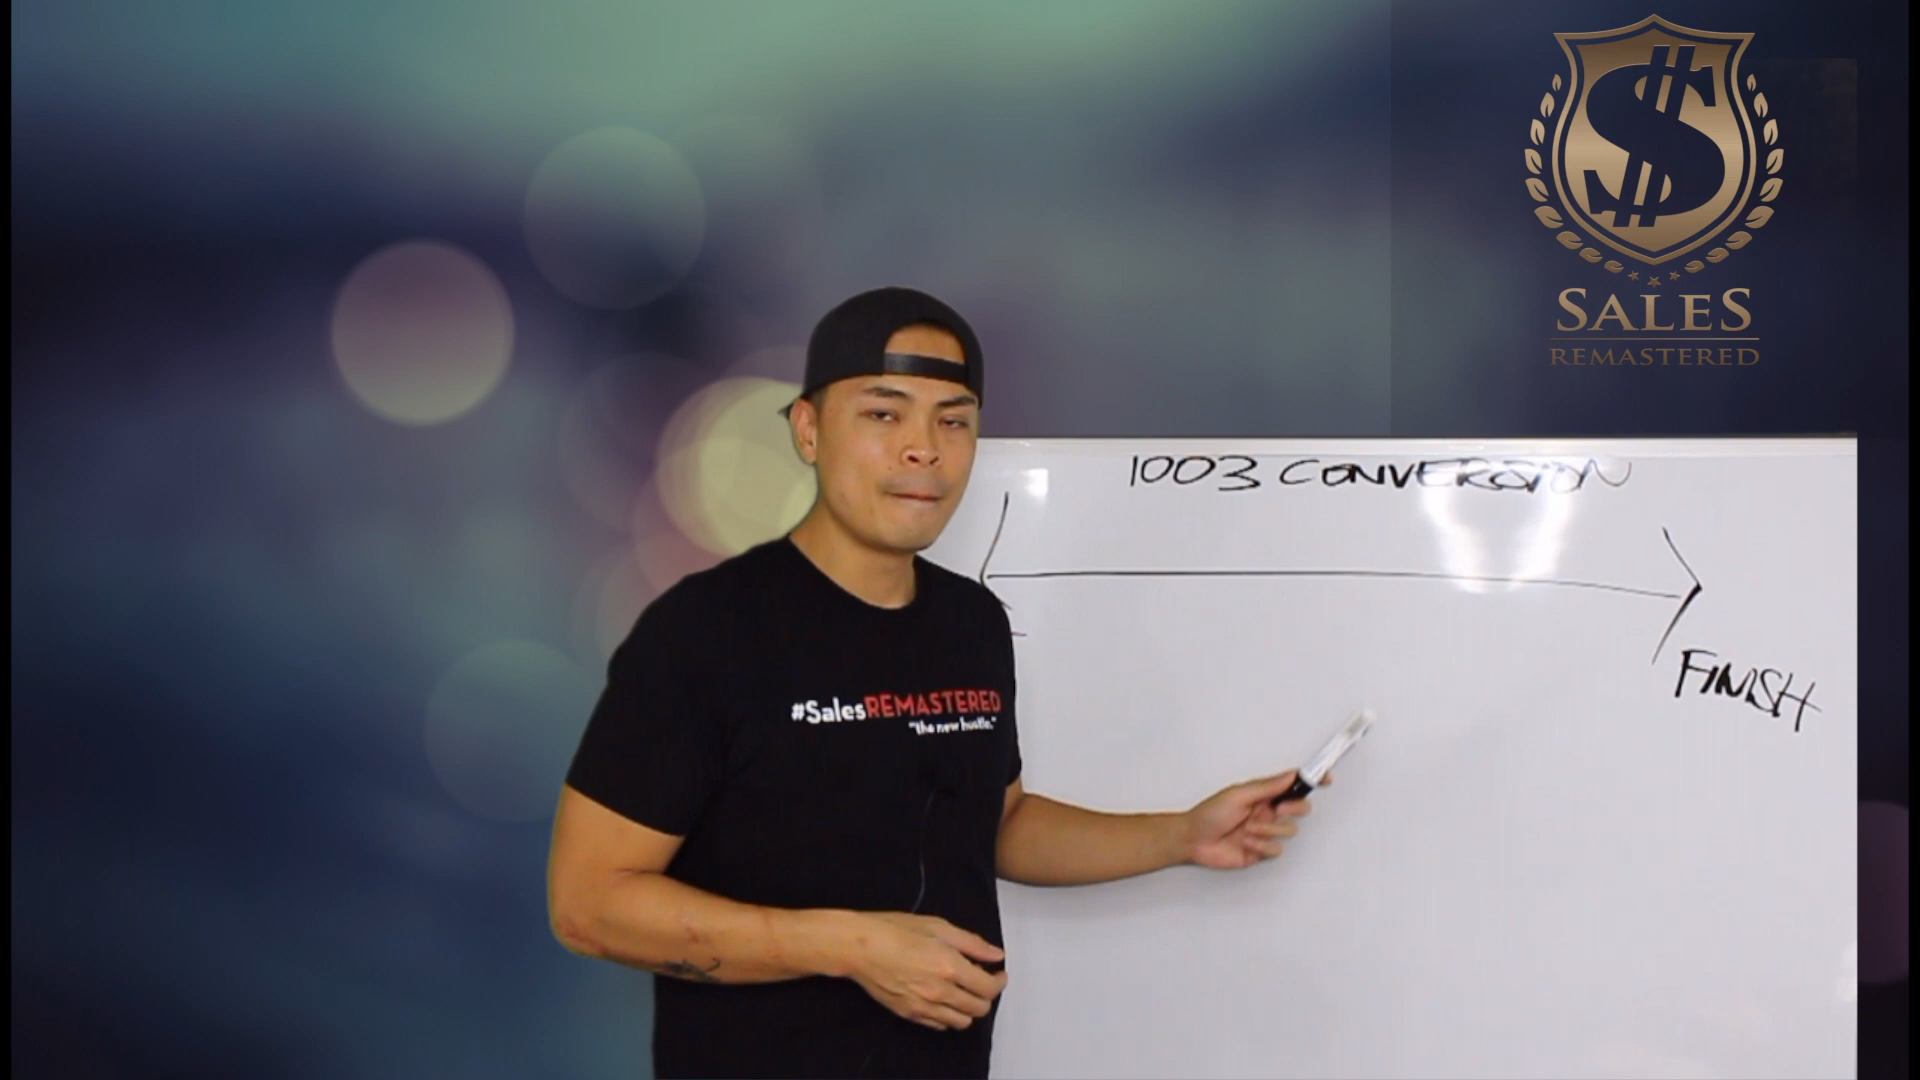 $
SALES
REMASTERED
1003 CONVERSION
FINISH
#SalesREMASTERED
"the new hustle."